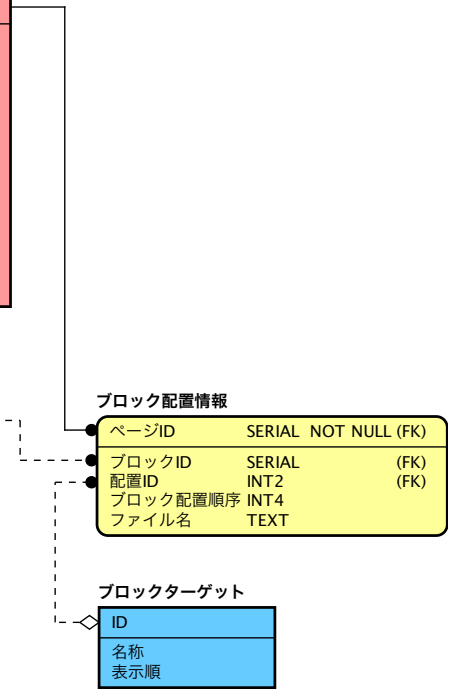 ブロック配置情報
ページID SERIAL NOT NULL (FK)
ブロックID SERIAL (FK)
配置ID INT2 (FK)
ブロック配置順序 INT4
ファイル名 TEXT
ブロックターゲット
ID
名称
表示順